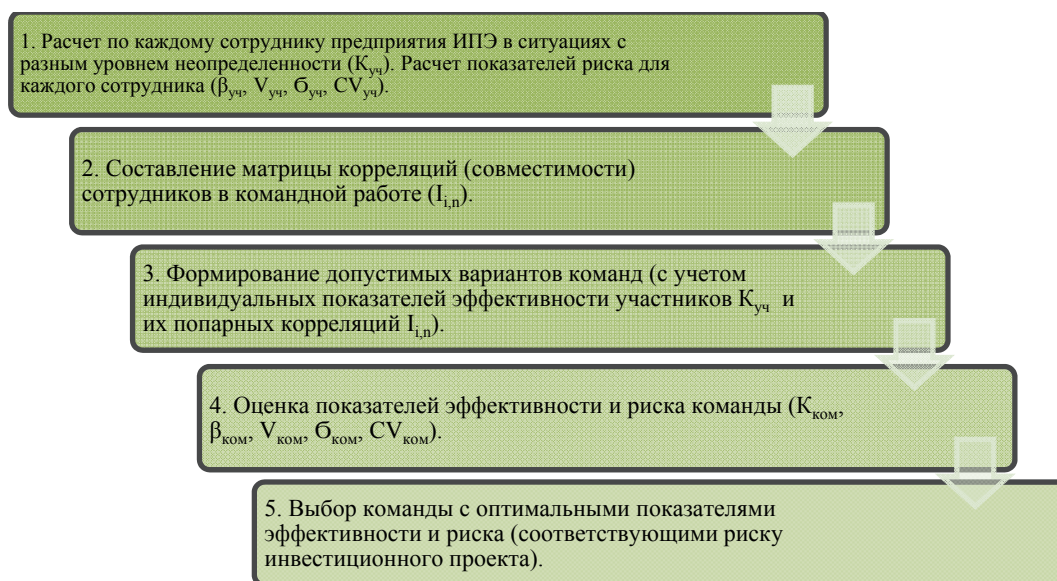 1. Расчет по каждому сотруднику предприятия ИПЭ в ситуациях с
разным уровнем неопределенности (Kуч). Расчет показателей риска для
каждого сотрудника (βуч, Vуч, Ϭуч, CVуч).
2. Составление матрицы корреляций (совместимости)
сотрудников в командной работе (Ii,n).
3. Формирование допустимых вариантов команд (с учетом
индивидуальных показателей эффективности участников Kуч и
их попарных корреляций Ii,n).
4. Оценка показателей эффективности и риска команды (Kком,
βком, Vком, Ϭком, CVком).
5. Выбор команды с оптимальными показателями
эффективности и риска (соответствующими риску
инвестиционного проекта).